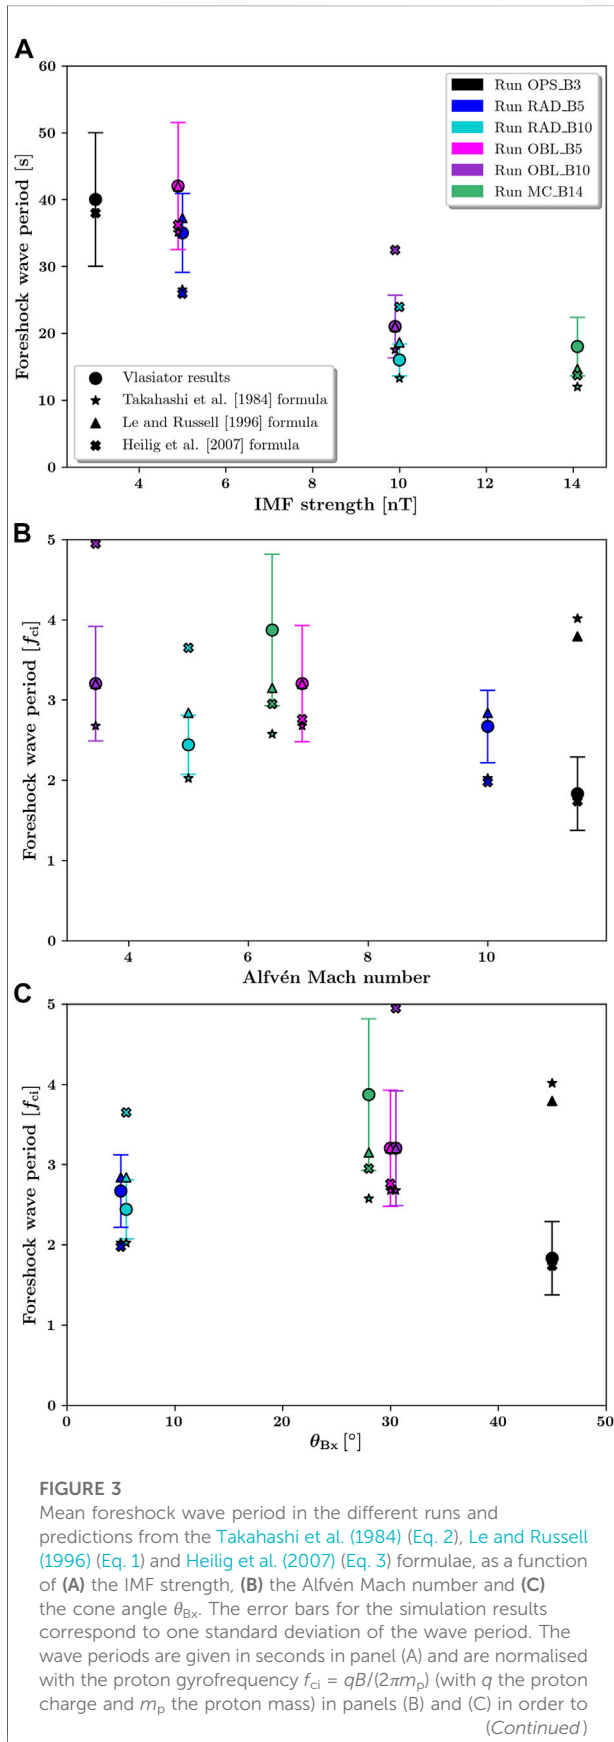 A
60
50
40
30
20
10
0
Foreshock wave period [s]
Run OPS_B3
Run RAD_B5
Run RAD_B10
Run OBL_B5
Run OBL_B10
Run MC_B14
Vlasiator results
Takahashi et al. [1984] formula
Le and Russell [1996] formula
Heilig et al. [2007] formula
4 6 8 10 12 14
IMF strength [nT]
B
5
4
3
2
1
0
Foreshock wave period [fci]
4 6 8 10
Alfvén Mach number
C
5
4
3
2
1
0
Foreshock wave period [fci]
0 10 20 30 40 50
θBx [°]
FIGURE 3
Mean foreshock wave period in the different runs and
predictions from the Takahashi et al. (1984) (Eq. 2), Le and Russell
(1996) (Eq. 1) and Heilig et al. (2007) (Eq. 3) formulae, as a function
of (A) the IMF strength, (B) the Alfvén Mach number and (C)
the cone angle θBx. The error bars for the simulation results
correspond to one standard deviation of the wave period. The
wave periods are given in seconds in panel (A) and are normalised
with the proton gyrofrequency fci = qB/(2πmp) (with q the proton
charge and mp the proton mass) in panels (B) and (C) in order to
(Continued)